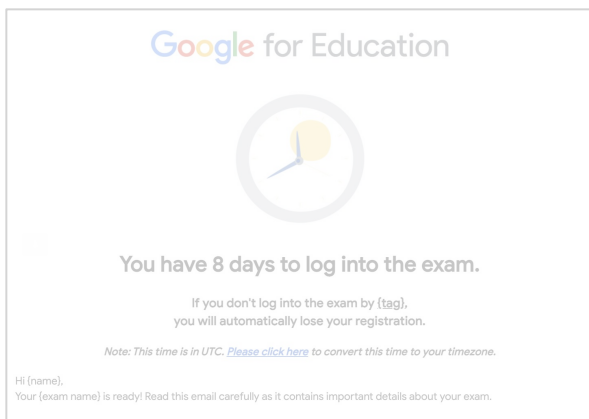 Google for Education
You have 8 days to log into the exam.
If you don't log into the exam by {tag},
you will automatically lose your registration.
Note: This time is in UTC. Please click here to convert this time to your timezone.
Hi {name},
Your {exam name} is ready! Read this email carefully as it contains important details about your exam.